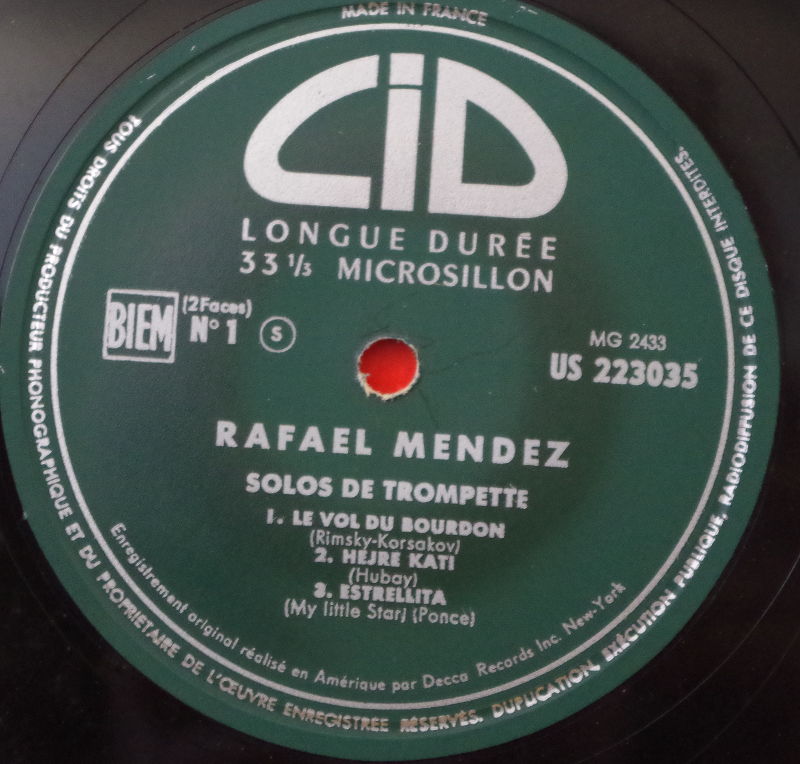 MADE IN FRANCE
CID
LONGUE DURÉE
33 1/3 MICROSILLON
BIEM
(2 Faces)
N° 1
S
MG 2433
US 223035
RAFAEL MENDEZ
SOLOS DE TROMPETTE
1. LE VOL DU BOURDON
(Rimsky-Korsakov)
2. HEJRE KATI
(Hubay)
3. ESTRELLITA
(My little Star) (Ponce)
Enregistrement original réalisé en Amérique par Decca Records Inc. New-York
TOUS DROITS DU PRODUCTEUR PHONOGRAPHIQUE ET DU PROPRIETAIRE DE L'ŒUVRE ENREGISTRÉE RÉSERVÉS. DUPLICATION, EXÉCUTION PUBLIQUE, RADIODIFFUSION DE CE DISQUE INTERDITES.